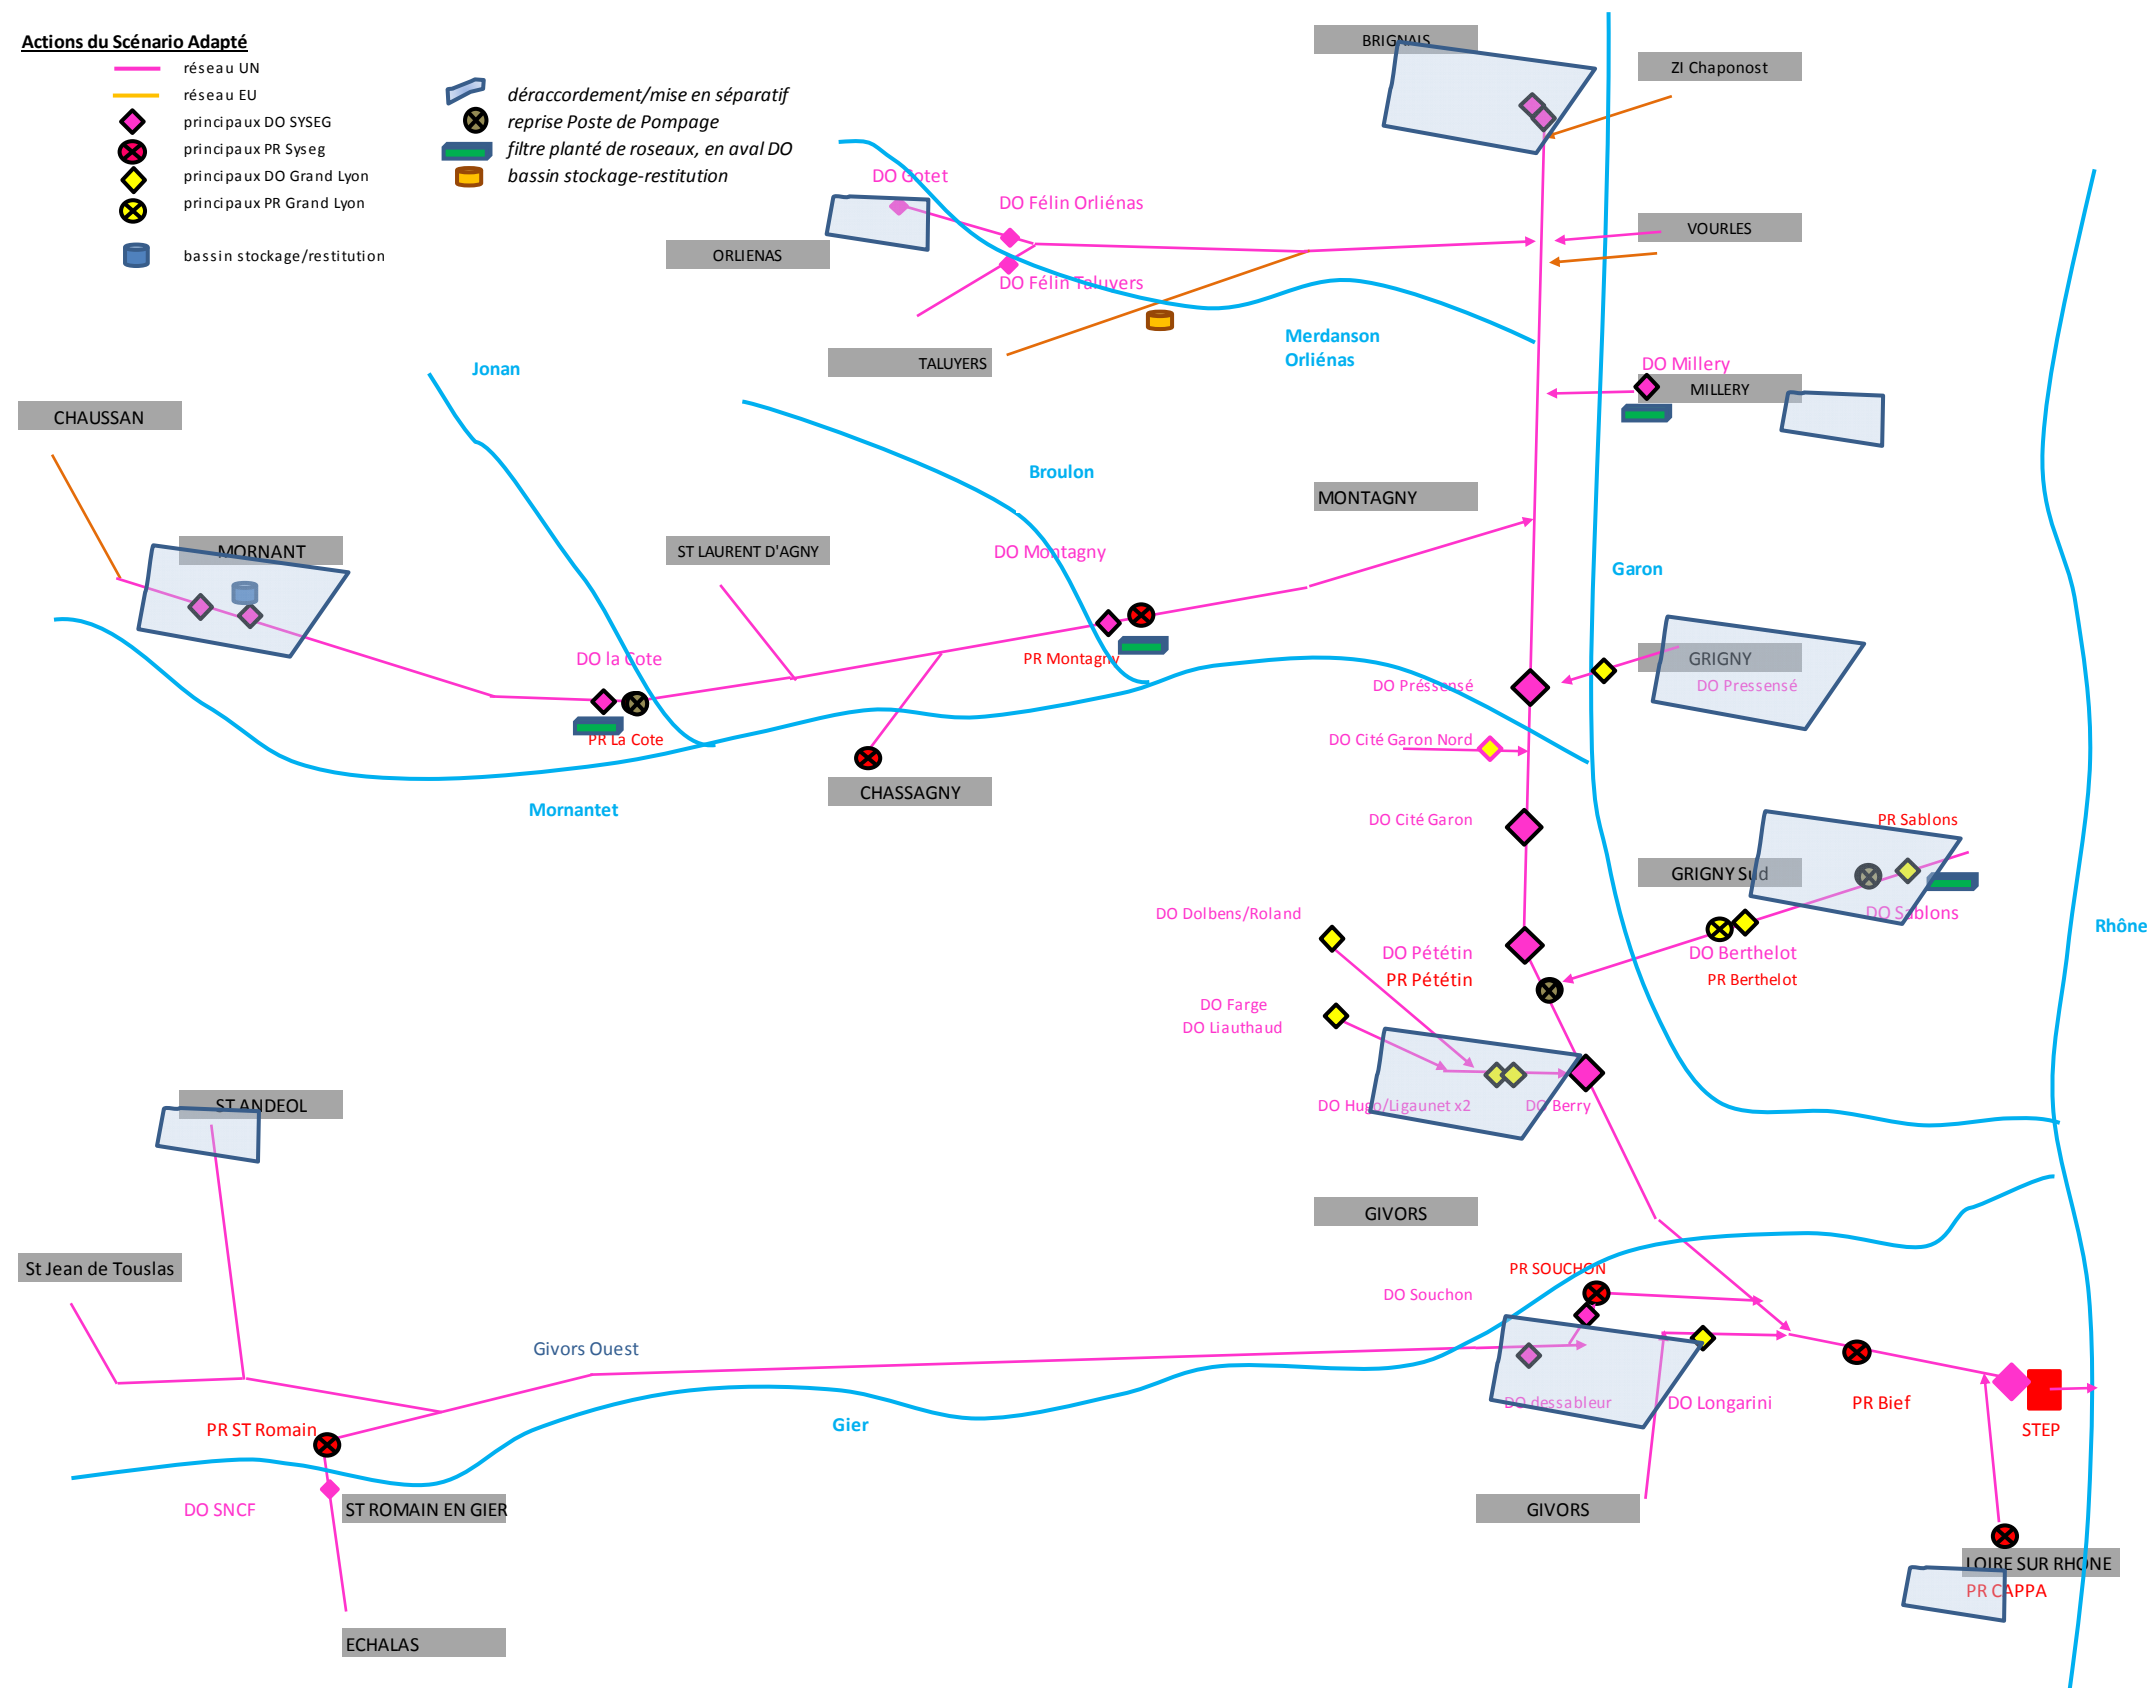 Actions du Scénario Adapté
réseau UN
réseau EU
principaux DO SYSEG
principaux PR Syseg
principaux DO Grand Lyon
principaux PR Grand Lyon
bassin stockage/restitution
déraccordement/mise en séparatif
reprise Poste de Pompage
filtre planté de roseaux, en aval DO
bassin stockage-restitution
BRIGNAIS
ZI Chaponost
DO Gotet
DO Félin Orliénas
VOURLES
ORLIENAS
DO Félin Taluyers
Merdanson
Orliénas
TALUYERS
DO Millery
MILLERY
Jonan
CHAUSSAN
Broulon
MONTAGNY
MORNANT
ST LAURENT D'AGNY
DO Montagny
Garon
DO la Cote
PR Montagny
GRIGNY
DO Préssensé
DO Pressensé
PR La Cote
DO Cité Garon Nord
CHASSAGNY
Mornantet
DO Cité Garon
PR Sablons
GRIGNY Sud
DO Dolbens/Roland
DO Sablons
Rhône
DO Pététin
DO Berthelot
PR Pététin
PR Berthelot
DO Farge
DO Liauthaud
DO Hugo/Ligaunet x2
DO Berry
ST ANDEOL
GIVORS
St Jean de Touslas
PR SOUCHON
DO Souchon
Givors Ouest
DO dessableur
DO Longarini
PR Bief
Gier
PR ST Romain
STEP
DO SNCF
ST ROMAIN EN GIER
GIVORS
LOIRE SUR RHONE
PR CAPPA
ECHALAS